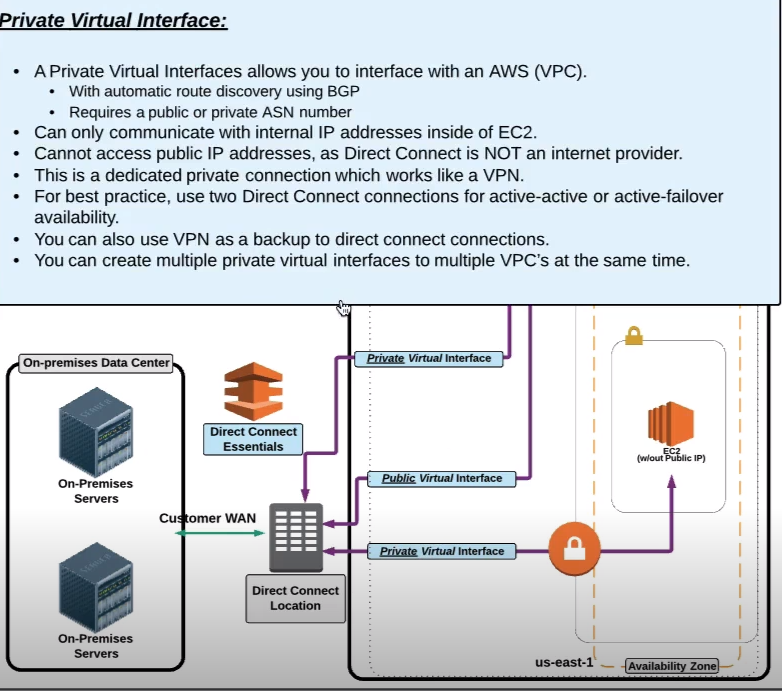 Private Virtual Interface:
• A Private Virtual Interfaces allows you to interface with an AWS (VPC).
• With automatic route discovery using BGP
• Requires a public or private ASN number
• Can only communicate with internal IP addresses inside of EC2.
• Cannot access public IP addresses, as Direct Connect is NOT an internet provider.
• This is a dedicated private connection which works like a VPN.
• For best practice, use two Direct Connect connections for active-active or active-failover
availability.
• You can also use VPN as a backup to direct connect connections.
• You can create multiple private virtual interfaces to multiple VPC's at the same time.
On-premises Data Center
Private Virtual Interface
Direct Connect
Essentials
EC2
(w/out Public IP)
On-Premises
Servers
Public Virtual Interface
Customer WAN
Private Virtual Interface
Direct Connect
Location
On-Premises
Servers
us-east-1
Availability Zone